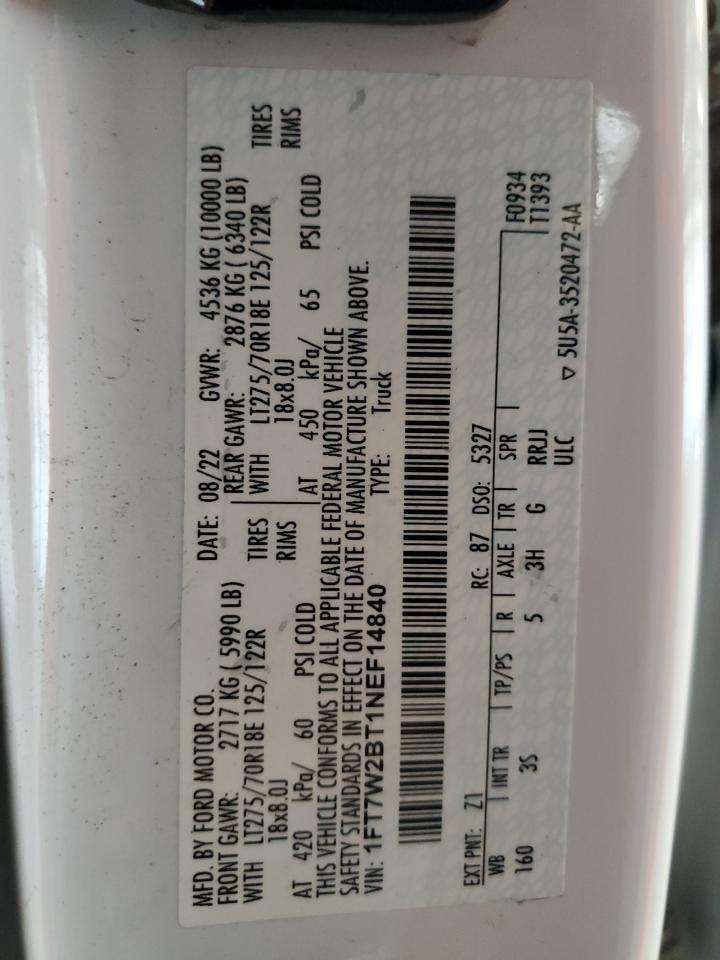 MFD. BY FORD MOTOR CO.
DATE: 08/22 GVWR: 4536 KG (10000 LB)
FRONT GAWR: 2717 KG ( 5990 LB)
REAR GAWR: 2876 KG ( 6340 LB)
WITH LT275/70R18E 125/122R TIRES
WITH LT275/70R18E 125/122R TIRES
18x8.0J RIMS
18x8.0J RIMS
AT 420 kPa/ 60 PSI COLD
AT 450 kPa/ 65 PSI COLD
THIS VEHICLE CONFORMS TO ALL APPLICABLE FEDERAL MOTOR VEHICLE
SAFETY STANDARDS IN EFFECT ON THE DATE OF MANUFACTURE SHOWN ABOVE.
VIN: 1FT7W2BT1NEF14840 TYPE: Truck
EXT PNT: Z1 RC: 87 DSO: 5327
WB INT TR TP/PS R AXLE TR SPR F0934
T1393
160 3S 5 3H G RRJJ
ULC
▽ 5U5A-3520472-AA